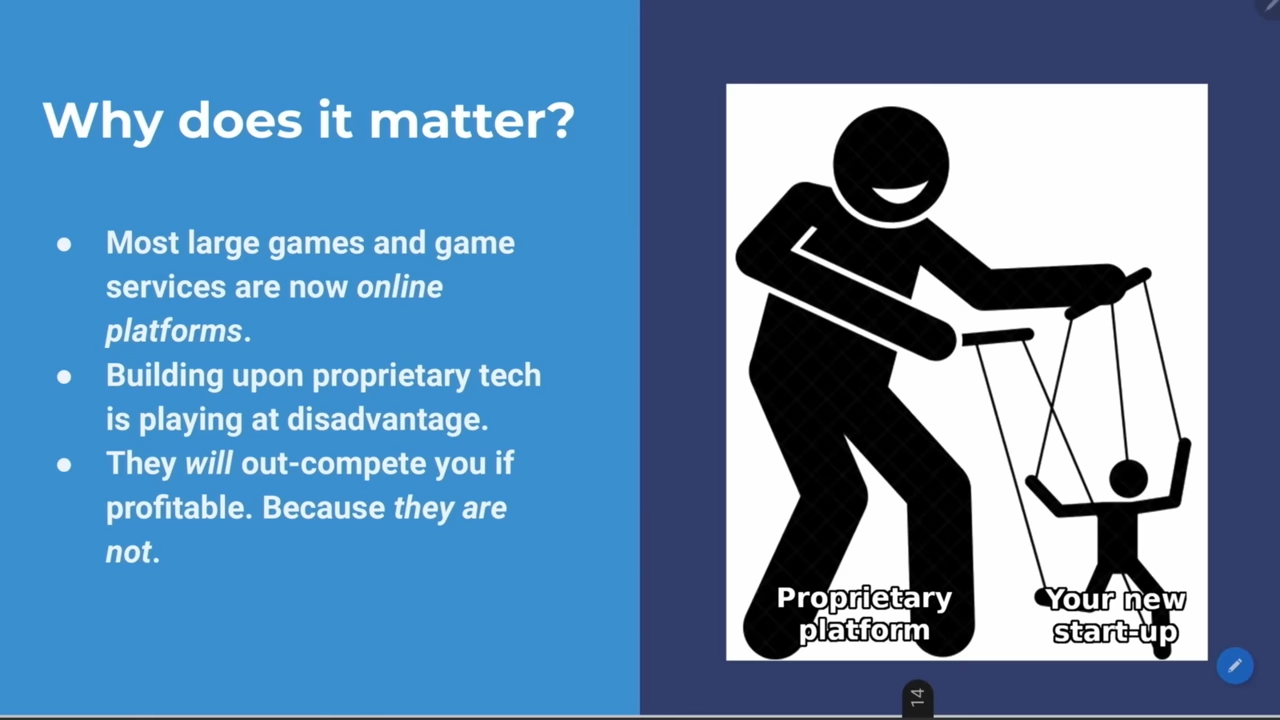 Why does it matter?
● Most large games and game
services are now online
platforms.
● Building upon proprietary tech
is playing at disadvantage.
● They will out-compete you if
profitable. Because they are
not.
Proprietary
platform
Your new
start-up
14